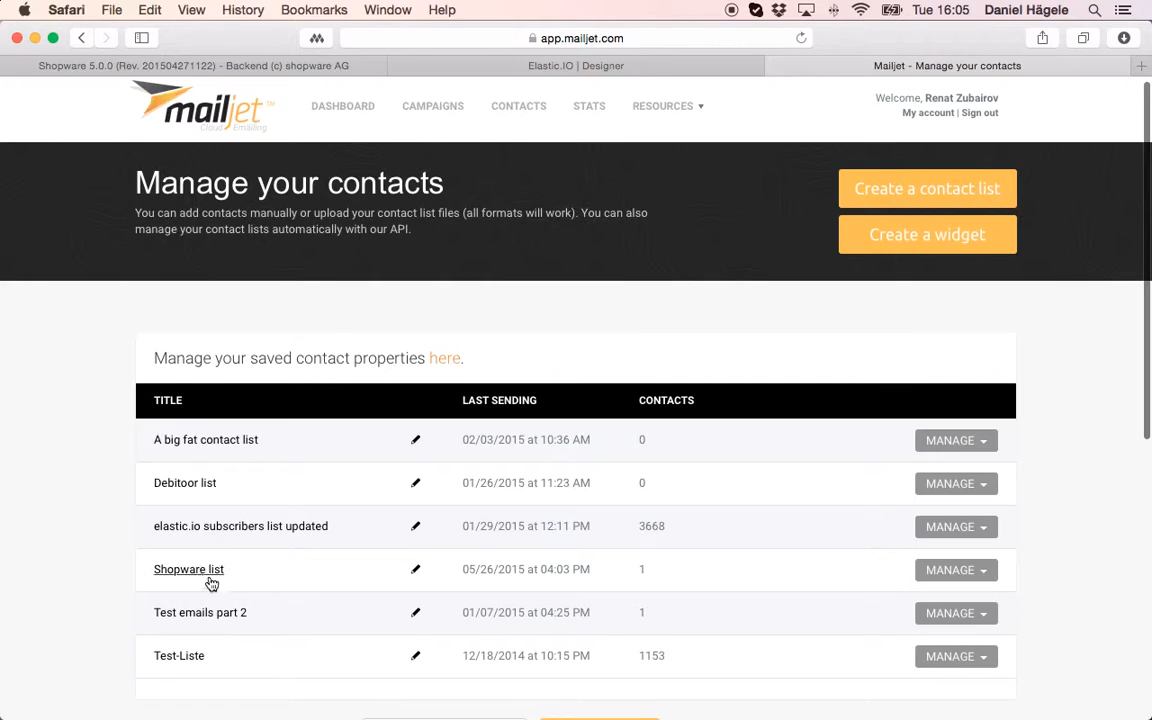 Safari File Edit View History Bookmarks Window Help Tue 16:05 Daniel Hägele
app.mailjet.com
Shopware 5.0.0 (Rev. 201504271122) - Backend (c) shopware AG Elastic.IO | Designer Mailjet - Manage your contacts
mailjet™ Cloud Emailing
DASHBOARD CAMPAIGNS CONTACTS STATS RESOURCES
Welcome, Renat Zubairov
My account | Sign out
Manage your contacts
You can add contacts manually or upload your contact list files (all formats will work). You can also
manage your contact lists automatically with our API.
Create a contact list
Create a widget
Manage your saved contact properties here.
TITLE LAST SENDING CONTACTS
A big fat contact list 02/03/2015 at 10:36 AM 0 MANAGE
Debitoor list 01/26/2015 at 11:23 AM 0 MANAGE
elastic.io subscribers list updated 01/29/2015 at 12:11 PM 3668 MANAGE
Shopware list 05/26/2015 at 04:03 PM 1 MANAGE
Test emails part 2 01/07/2015 at 04:25 PM 1 MANAGE
Test-Liste 12/18/2014 at 10:15 PM 1153 MANAGE